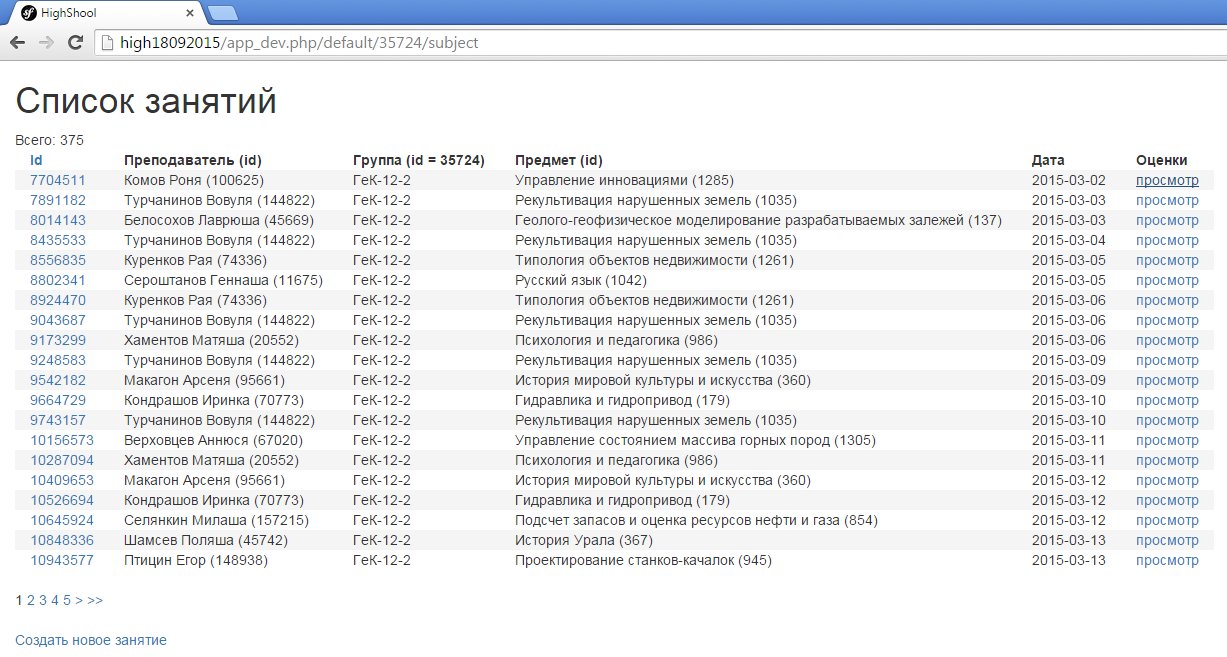 HighShool
high18092015/app_dev.php/default/35724/subject
Список занятий
Всего: 375
Id Преподаватель (id) Группа (id = 35724) Предмет (id) Дата Оценки
7704511 Комов Роня (100625) ГеК-12-2 Управление инновациями (1285) 2015-03-02 просмотр
7891182 Турчанинов Вовуля (144822) ГеК-12-2 Рекультивация нарушенных земель (1035) 2015-03-03 просмотр
8014143 Белосохов Лаврюша (45669) ГеК-12-2 Геолого-геофизическое моделирование разрабатываемых залежей (137) 2015-03-03 просмотр
8435533 Турчанинов Вовуля (144822) ГеК-12-2 Рекультивация нарушенных земель (1035) 2015-03-04 просмотр
8556835 Куренков Рая (74336) ГеК-12-2 Типология объектов недвижимости (1261) 2015-03-05 просмотр
8802341 Сероштанов Геннаша (11675) ГеК-12-2 Русский язык (1042) 2015-03-05 просмотр
8924470 Куренков Рая (74336) ГеК-12-2 Типология объектов недвижимости (1261) 2015-03-06 просмотр
9043687 Турчанинов Вовуля (144822) ГеК-12-2 Рекультивация нарушенных земель (1035) 2015-03-06 просмотр
9173299 Хаментов Матяша (20552) ГеК-12-2 Психология и педагогика (986) 2015-03-06 просмотр
9248583 Турчанинов Вовуля (144822) ГеК-12-2 Рекультивация нарушенных земель (1035) 2015-03-09 просмотр
9542182 Макагон Арсеня (95661) ГеК-12-2 История мировой культуры и искусства (360) 2015-03-09 просмотр
9664729 Кондрашов Иринка (70773) ГеК-12-2 Гидравлика и гидропривод (179) 2015-03-10 просмотр
9743157 Турчанинов Вовуля (144822) ГеК-12-2 Рекультивация нарушенных земель (1035) 2015-03-10 просмотр
10156573 Верховцев Аннюся (67020) ГеК-12-2 Управление состоянием массива горных пород (1305) 2015-03-11 просмотр
10287094 Хаментов Матяша (20552) ГеК-12-2 Психология и педагогика (986) 2015-03-11 просмотр
10409653 Макагон Арсеня (95661) ГеК-12-2 История мировой культуры и искусства (360) 2015-03-12 просмотр
10526694 Кондрашов Иринка (70773) ГеК-12-2 Гидравлика и гидропривод (179) 2015-03-12 просмотр
10645924 Селянкин Милаша (157215) ГеК-12-2 Подсчет запасов и оценка ресурсов нефти и газа (854) 2015-03-12 просмотр
10848336 Шамсев Поляша (45742) ГеК-12-2 История Урала (367) 2015-03-13 просмотр
10943577 Птицин Егор (148938) ГеК-12-2 Проектирование станков-качалок (945) 2015-03-13 просмотр
1 2 3 4 5 > >>
Создать новое занятие